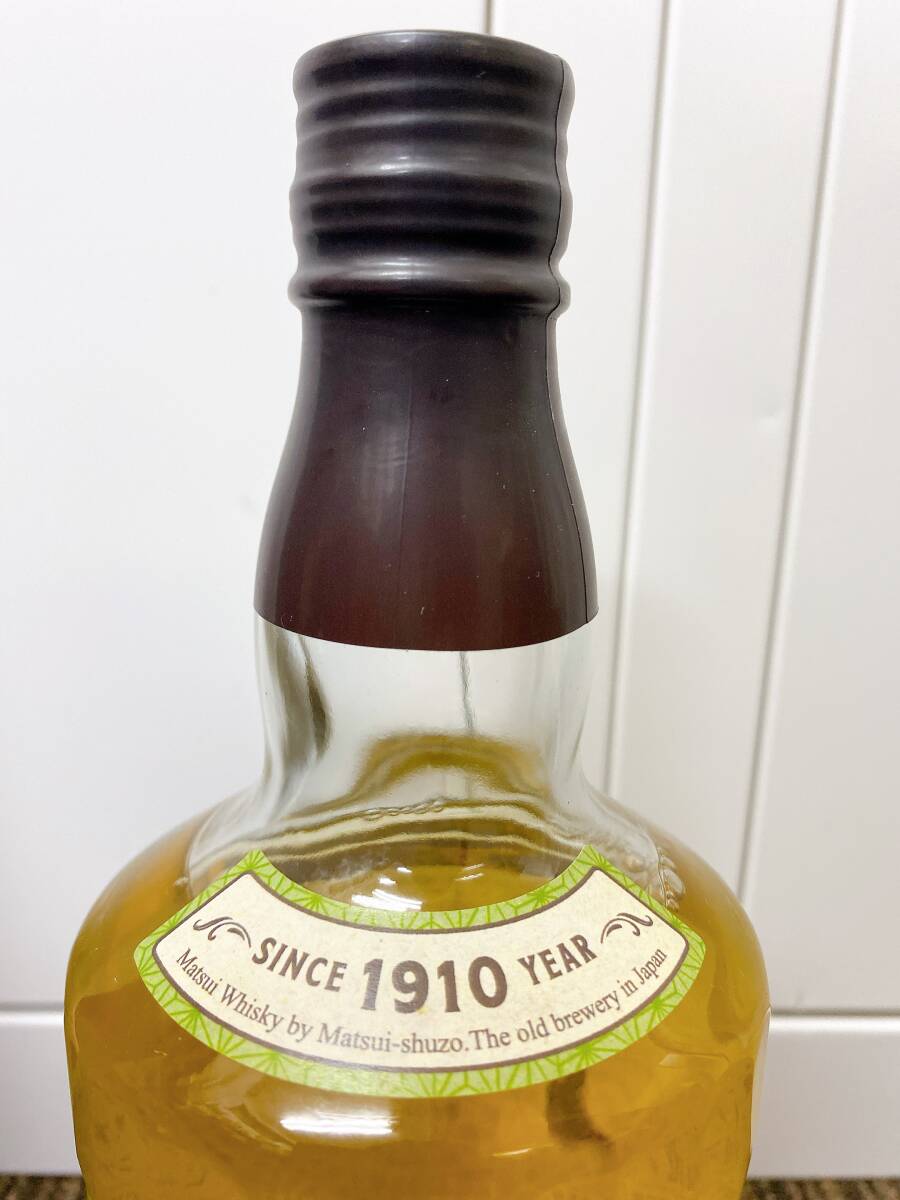 SINCE 1910 YEAR
Matsui Whisky by Matsui-shuzo. The old brewery in Japan